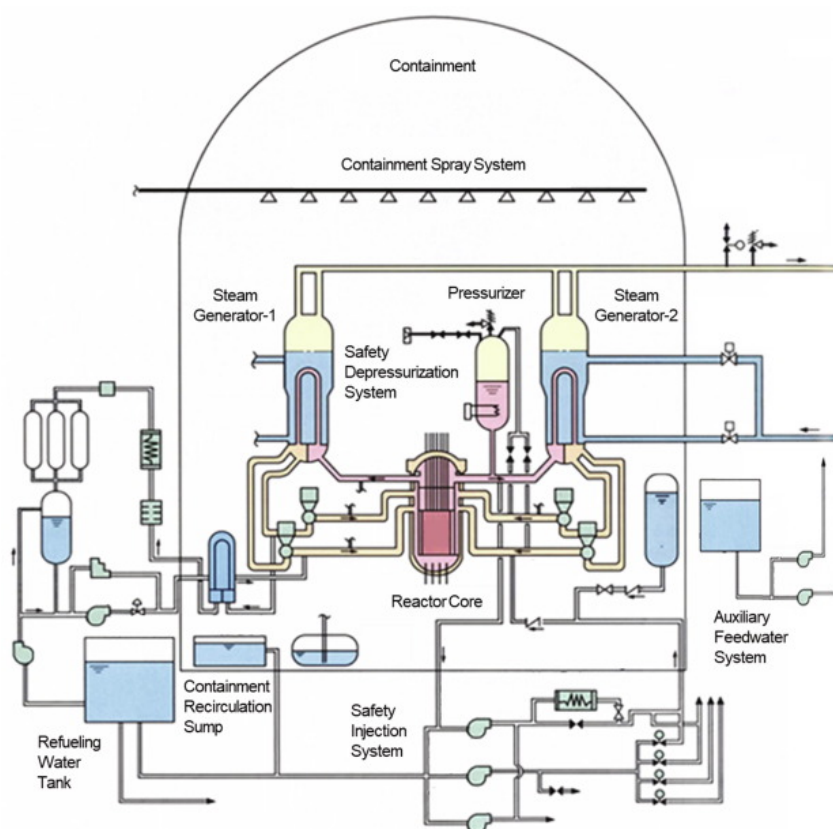 Containment
Containment Spray System
Steam
Generator-1
Pressurizer
Steam
Generator-2
Safety
Depressurization
System
Reactor Core
Auxiliary
Feedwater
System
Containment
Recirculation
Sump
Refueling
Water
Tank
Safety
Injection
System